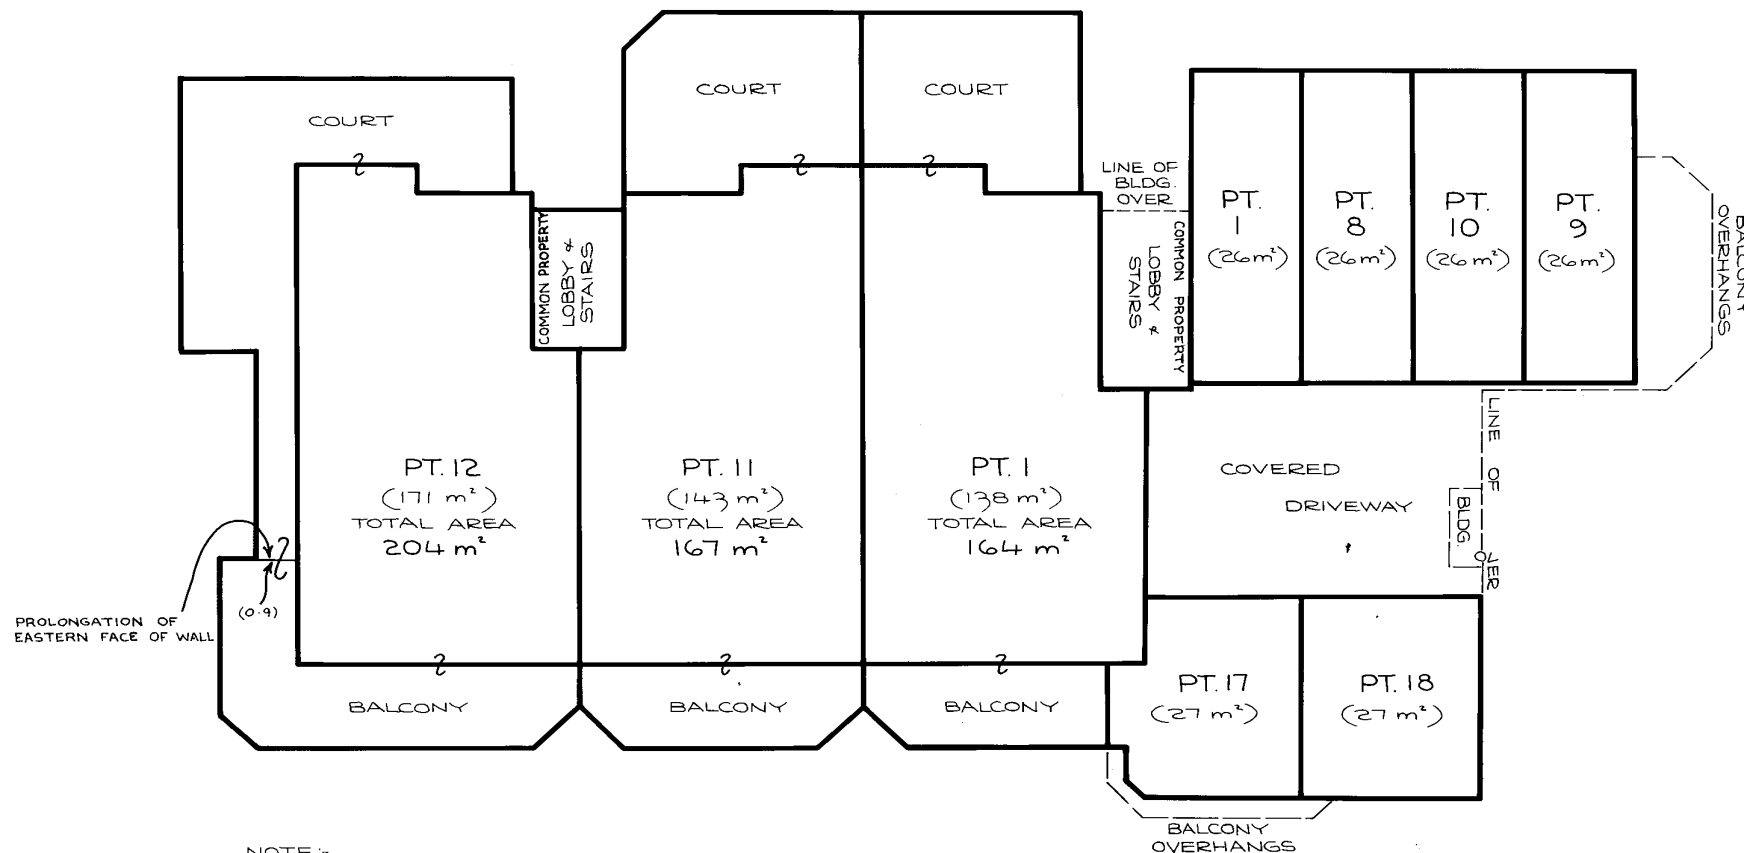 COURT
COURT
COURT
LINE OF
BLDG.
OVER
PT.
1
(26m²)
PT.
8
(26m²)
PT.
10
(26m²)
PT.
9
(26m²)
BALCONY
OVERHANGS
COMMON PROPERTY
LOBBY &
STAIRS
COMMON PROPERTY
LOBBY &
STAIRS
PT. 12
(171 m²)
TOTAL AREA
204 m²
PT. 11
(143 m²)
TOTAL AREA
167 m²
PT. 1
(138 m²)
TOTAL AREA
164 m²
COVERED
DRIVEWAY
LINE OF
BLDG.
OVER
PROLONGATION OF
EASTERN FACE OF WALL
(0.9)
BALCONY
BALCONY
BALCONY
PT. 17
(27 m²)
PT. 18
(27 m²)
BALCONY
OVERHANGS
NOTE:-